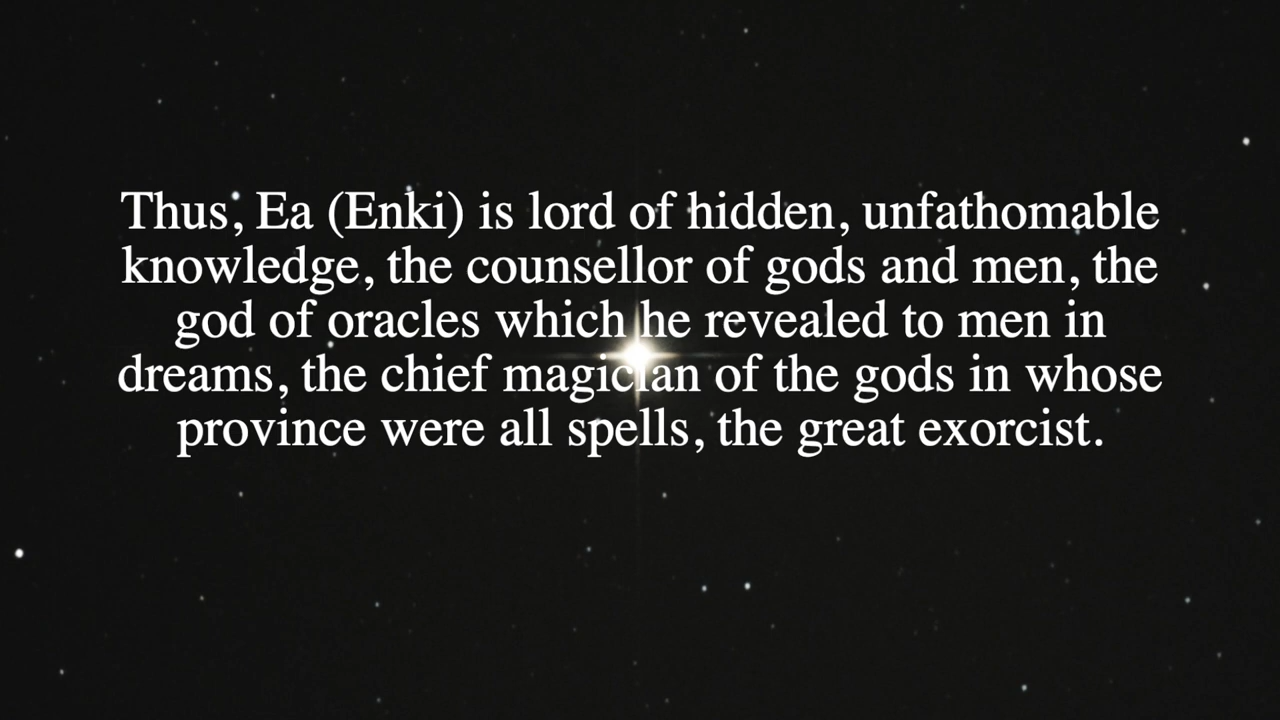 Thus, Ea (Enki) is lord of hidden, unfathomable
knowledge, the counsellor of gods and men, the
god of oracles which he revealed to men in
dreams, the chief magician of the gods in whose
province were all spells, the great exorcist.